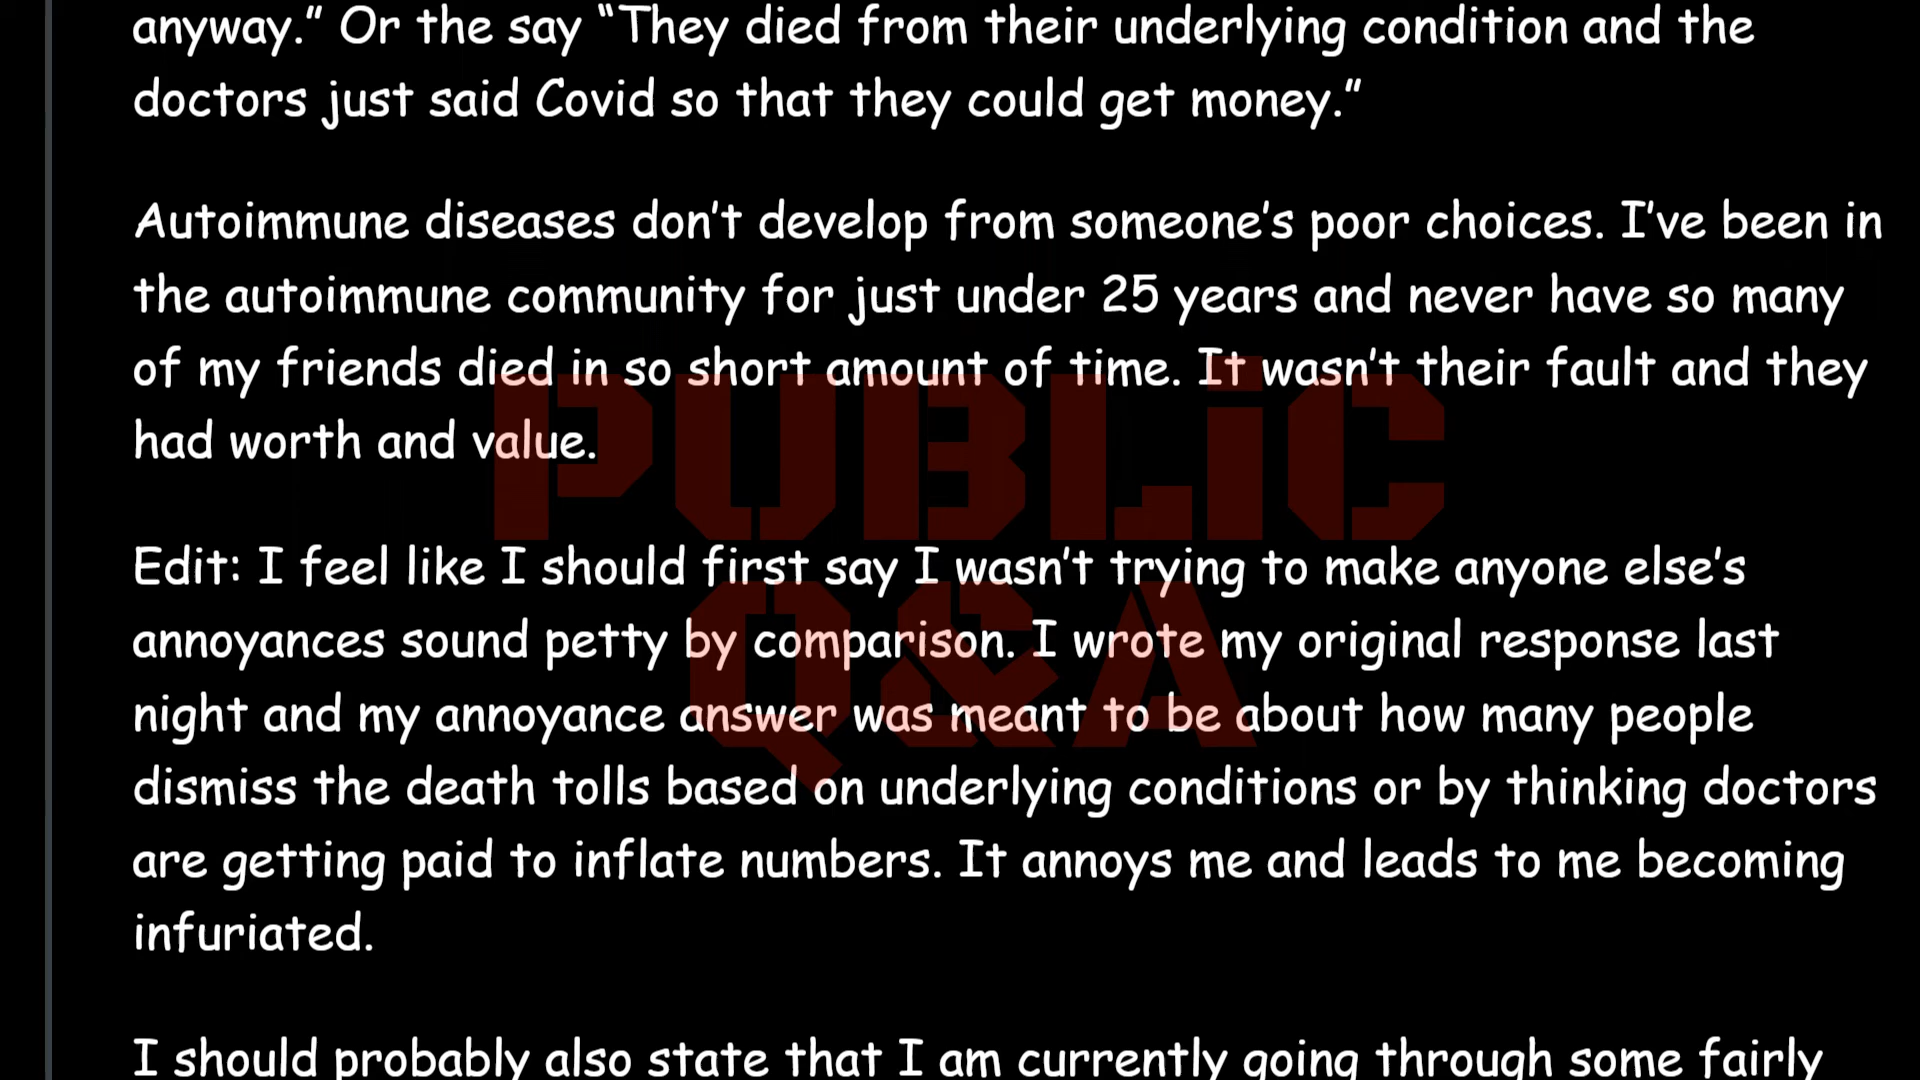 anyway.” Or the say “They died from their underlying condition and the
doctors just said Covid so that they could get money.”
Autoimmune diseases don’t develop from someone’s poor choices. I’ve been in
the autoimmune community for just under 25 years and never have so many
of my friends died in so short amount of time. It wasn’t their fault and they
had worth and value.
PUBLiC
Q&A
Edit: I feel like I should first say I wasn’t trying to make anyone else’s
annoyances sound petty by comparison. I wrote my original response last
night and my annoyance answer was meant to be about how many people
dismiss the death tolls based on underlying conditions or by thinking doctors
are getting paid to inflate numbers. It annoys me and leads to me becoming
infuriated.
I should probably also state that I am currently going through some fairly